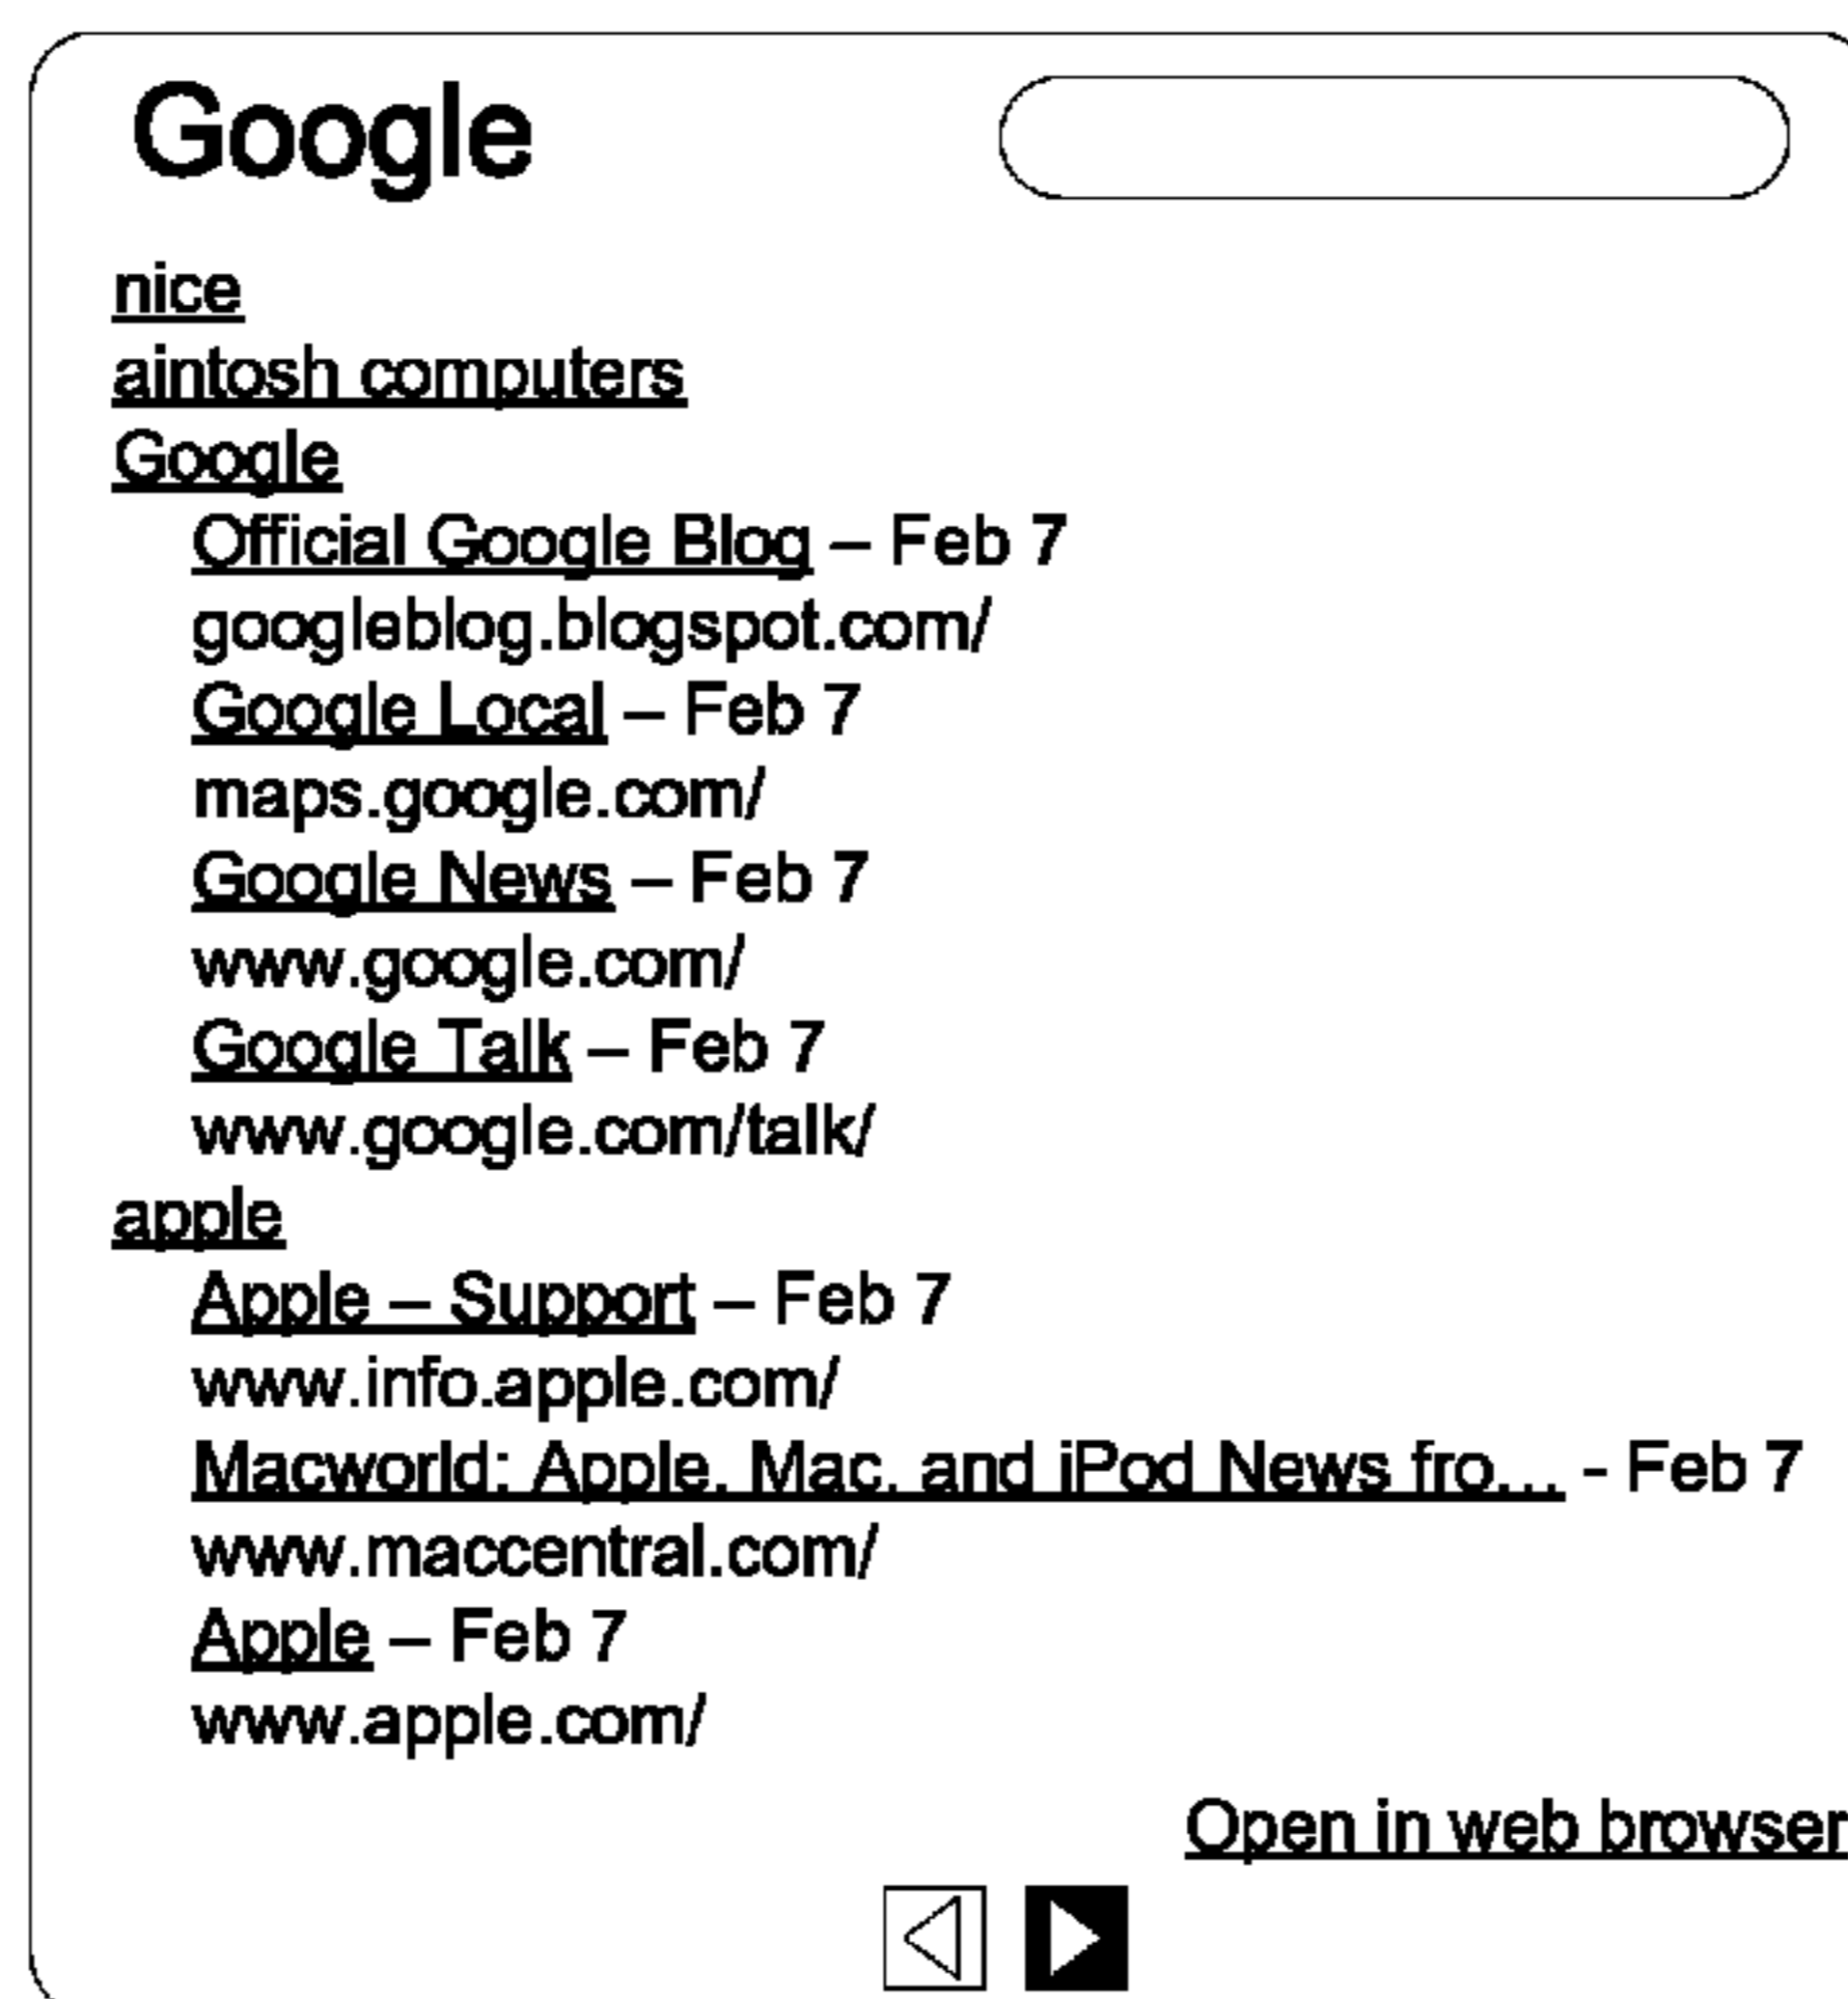 Google
nice
aintosh computers
Google
Official Google Blog – Feb 7
googleblog.blogspot.com/
Google Local – Feb 7
maps.google.com/
Google News – Feb 7
www.google.com/
Google Talk – Feb 7
www.google.com/talk/
apple
Apple – Support – Feb 7
www.info.apple.com/
Macworld: Apple, Mac, and iPod News fro... - Feb 7
www.maccentral.com/
Apple – Feb 7
www.apple.com/
Open in web browser